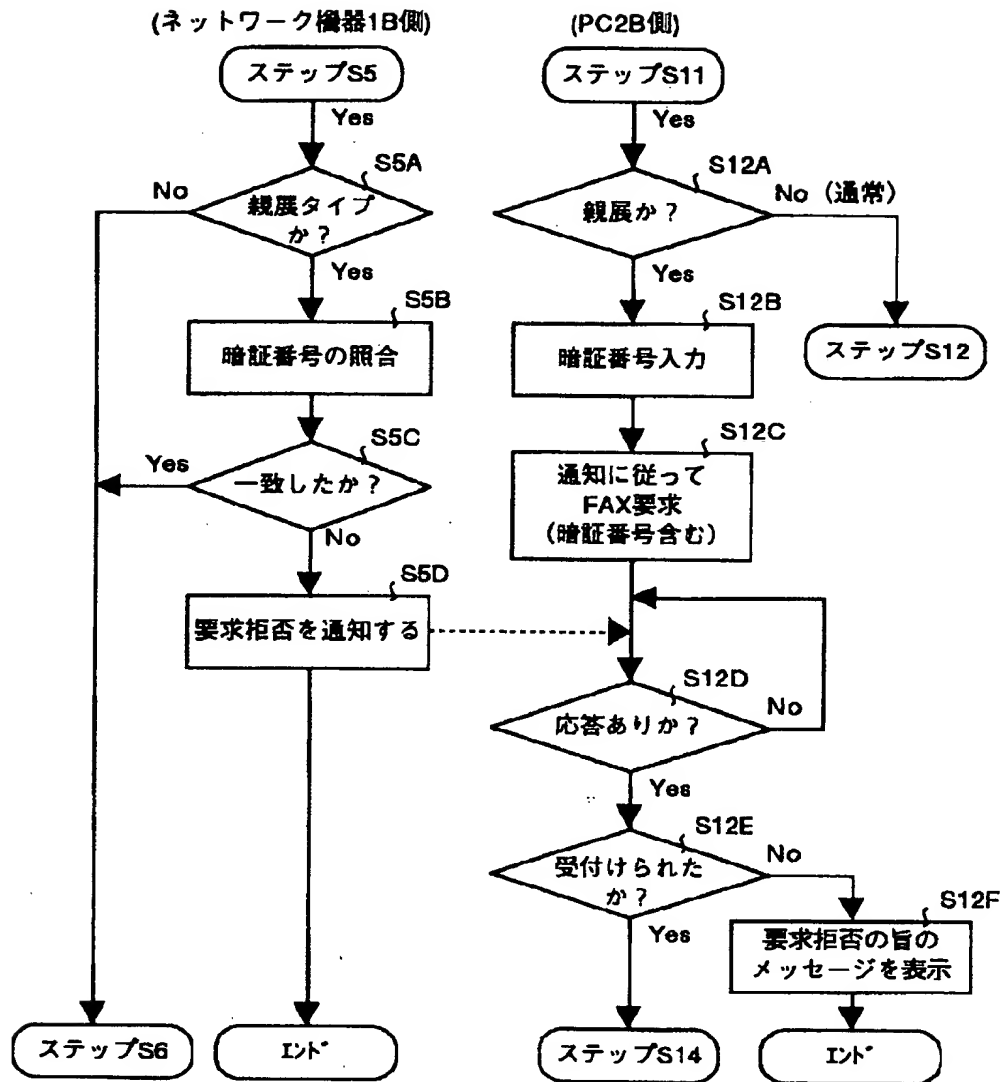 (ネットワーク機器1B側)
ステップS5
Yes
S5A
No
親展タイプ
か？
Yes
S5B
暗証番号の照合
S5C
Yes
一致したか？
No
S5D
要求拒否を通知する
ステップS6
エンド
(PC2B側)
ステップS11
Yes
S12A
No（通常）
親展か？
Yes
ステップS12
S12B
暗証番号入力
S12C
通知に従って
FAX要求
（暗証番号含む）
S12D
No
応答ありか？
Yes
S12E
No
受付けられた
か？
Yes
S12F
要求拒否の旨の
メッセージを表示
ステップS14
エンド